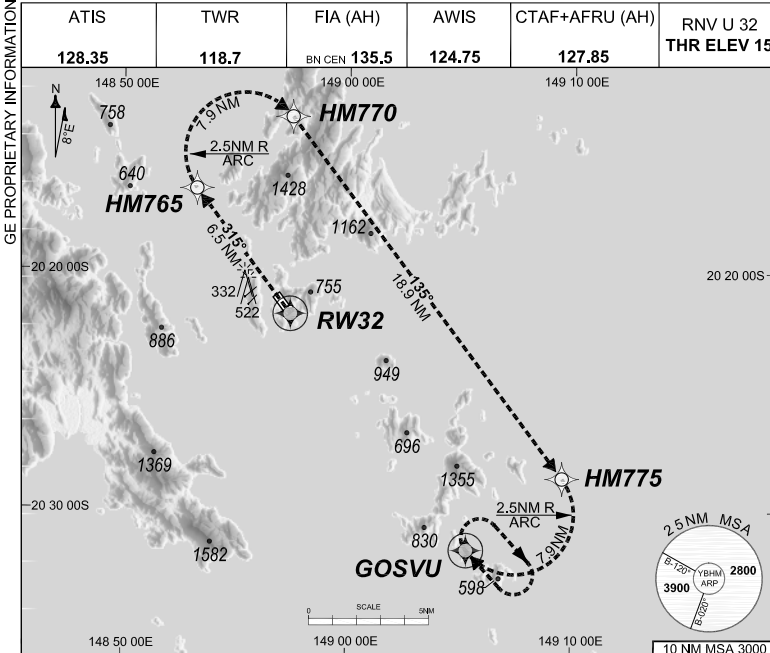 GE PROPRIETARY INFORMATION
ATIS TWR FIA (AH) AWIS CTAF+AFRU (AH) RNV U 32
THR ELEV 15
128.35 118.7 BN CEN 135.5 124.75 127.85
148 50 00E 149 00 00E 149 10 00E
N
8°E
758
7.9 NM
HM770
2.5NM R
ARC
640
1428
HM765
1162
315°
6.5 NM
20 20 00S 20 20 00S
135°
18.9 NM
332
755
522
RW32
886
949
696
1369
1355
HM775
20 30 00S
2.5NM R
ARC
7.9NM
830
1582
GOSVU
598
25NM MSA
B-120°
YBHM
ARP
2800
3900
B-020°
0 SCALE 5NM
148 50 00E 149 00 00E 149 10 00E
10 NM MSA 3000